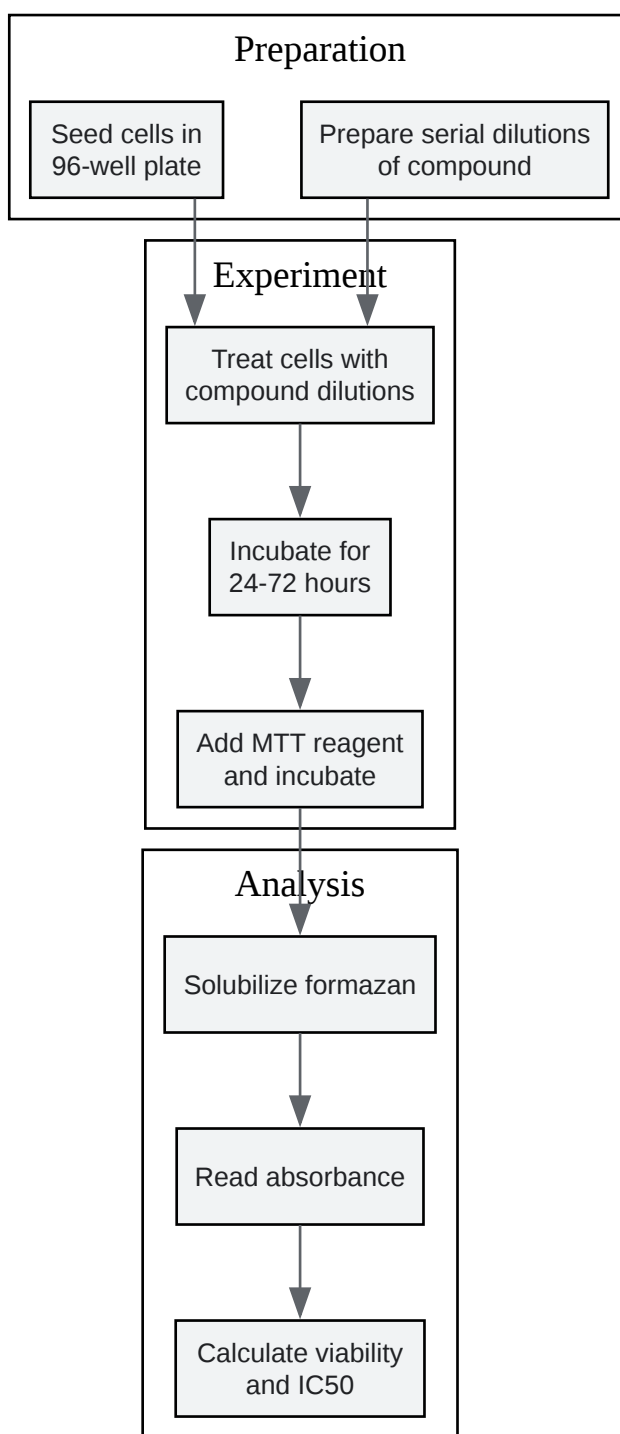 Preparation
Seed cells in
96-well plate
Prepare serial dilutions
of compound
Experiment
Treat cells with
compound dilutions
Incubate for
24-72 hours
Add MTT reagent
and incubate
Analysis
Solubilize formazan
Read absorbance
Calculate viability
and IC50